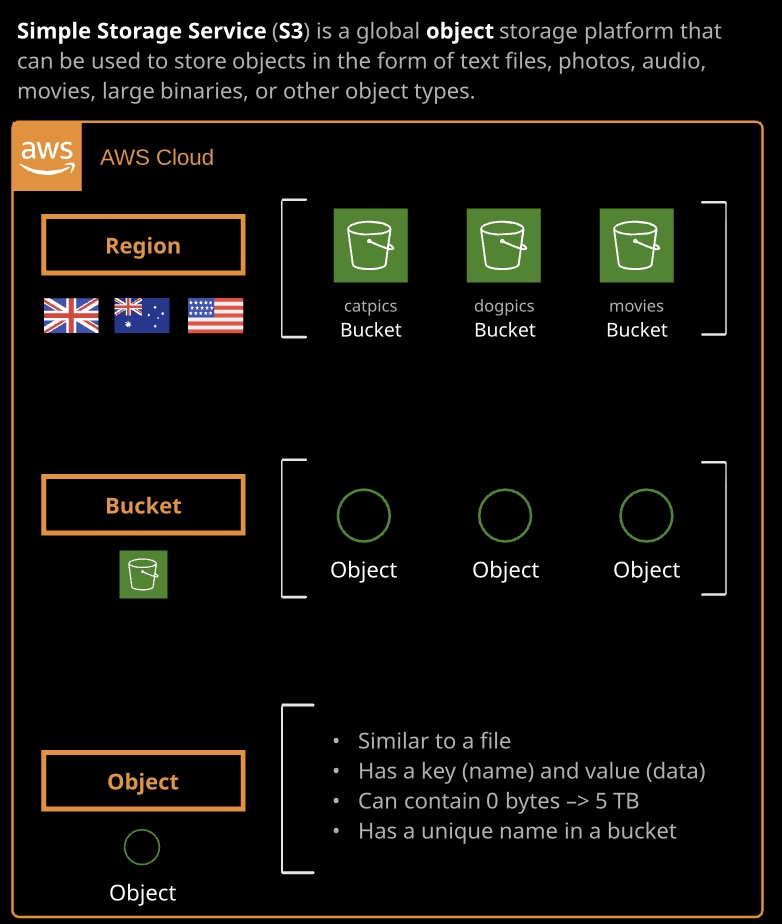 Simple Storage Service (S3) is a global object storage platform that
can be used to store objects in the form of text files, photos, audio,
movies, large binaries, or other object types.
aws
AWS Cloud
Region
catpics
Bucket
dogpics
Bucket
movies
Bucket
Bucket
Object
Object
Object
Object
• Similar to a file
• Has a key (name) and value (data)
• Can contain 0 bytes –> 5 TB
• Has a unique name in a bucket
Object